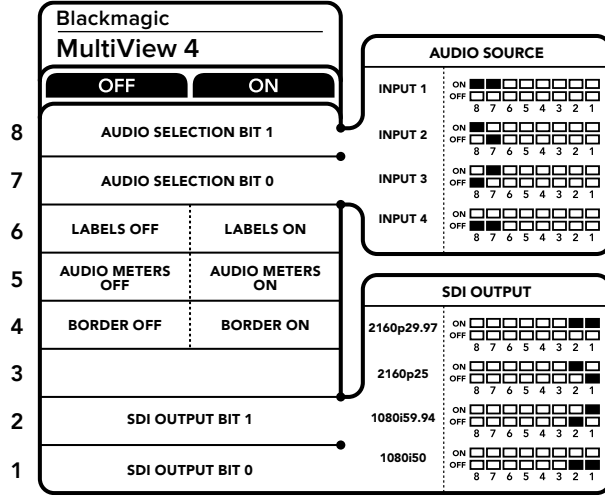 Blackmagic
MultiView 4
OFF ON
8 AUDIO SELECTION BIT 1
7 AUDIO SELECTION BIT 0
6 LABELS OFF LABELS ON
5 AUDIO METERS OFF AUDIO METERS ON
4 BORDER OFF BORDER ON
3
2 SDI OUTPUT BIT 1
1 SDI OUTPUT BIT 0
AUDIO SOURCE
INPUT 1
ON
OFF
8 7 6 5 4 3 2 1
INPUT 2
ON
OFF
8 7 6 5 4 3 2 1
INPUT 3
ON
OFF
8 7 6 5 4 3 2 1
INPUT 4
ON
OFF
8 7 6 5 4 3 2 1
SDI OUTPUT
2160p29.97
ON
OFF
8 7 6 5 4 3 2 1
2160p25
ON
OFF
8 7 6 5 4 3 2 1
1080i59.94
ON
OFF
8 7 6 5 4 3 2 1
1080i50
ON
OFF
8 7 6 5 4 3 2 1